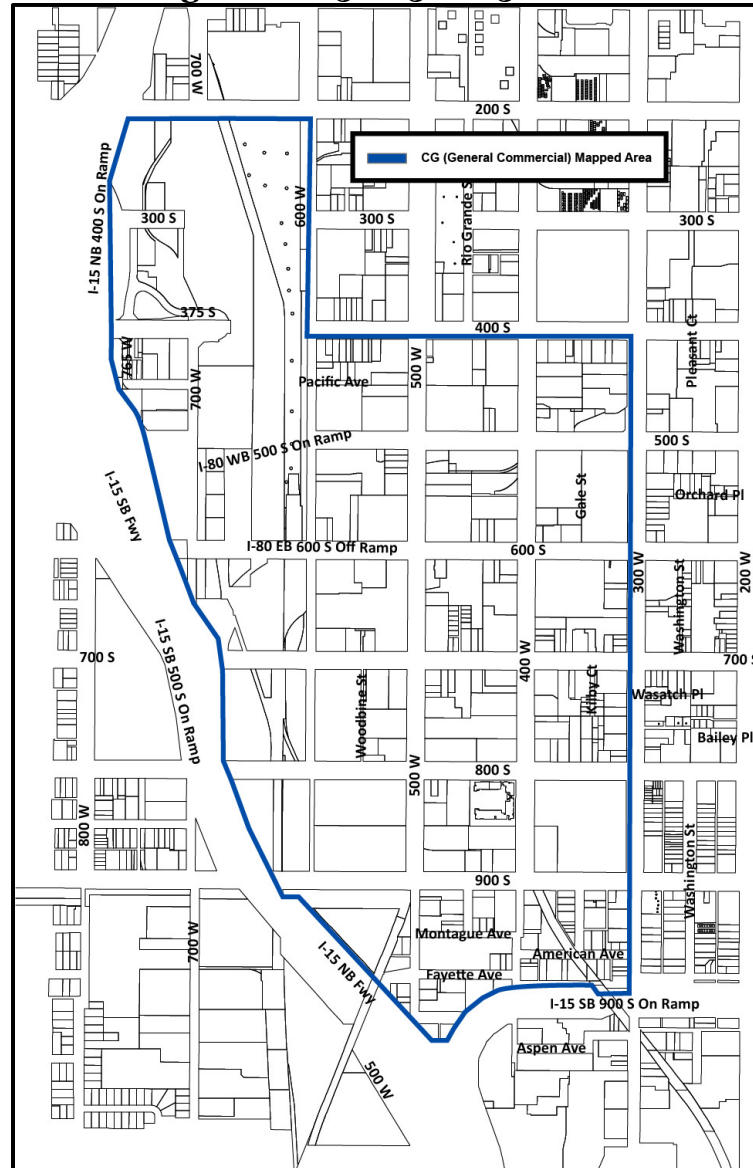 700 W
200 S
CG (General Commercial) Mapped Area
I-15 NB 400 S On Ramp
600 W
Rio Grande S
300 S
300 S
300 S
375 S
400 S
765 W
700 W
Pacific Ave
500 W
Pleasant Ct
500 S
I-80 WB 500 S On Ramp
I-15 SB Fwy
Gale St
Orchard Pl
I-80 EB 600 S Off Ramp
600 S
300 W
Washington St
200 W
I-15 SB 500 S On Ramp
700 S
700 S
400 W
Woodbine St
Kilby Ct
Wasatch Pl
Bailey Pl
500 W
800 S
800 W
900 S
Washington St
700 W
Montague Ave
American Ave
I-15 NB Fwy
Fayette Ave
I-15 SB 900 S On Ramp
Aspen Ave
500 W